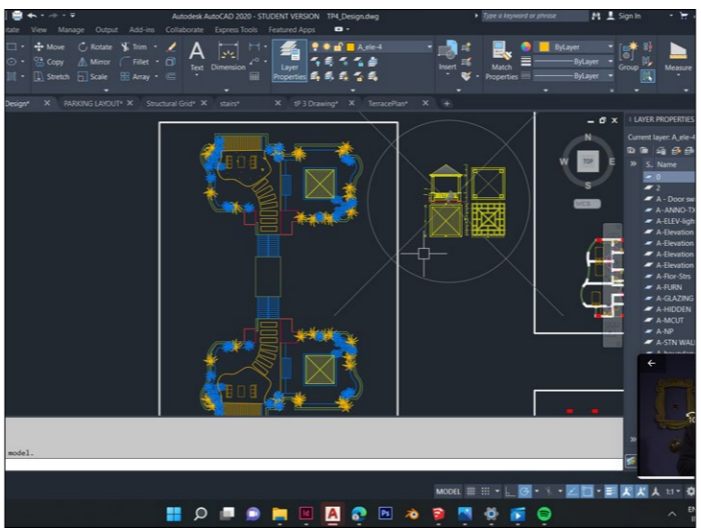 Autodesk AutoCAD 2020 - STUDENT VERSION TP4_Design.dwg
Type a keyword or phrase
Sign In
View Manage Output Add-ins Collaborate Express Tools Featured Apps
Move Rotate Trim
Copy Mirror Fillet
Stretch Scale Array
Text
Dimension
Layer
Properties
A_ele-4
Insert
Match
Properties
ByLayer
ByLayer
ByLayer
Group
Measure
Design* PARKING LAYOUT* Structural Grid* stairs* tP 3 Drawing* TerracePlan*
N
W TOP E
S
WCS
LAYER PROPERTIES
Current layer: A_ele-4
S.. Name
0
2
A - Door sw
A-ANNO-TX
A-ELEV-ligh
A-Elevation
A-Elevation
A-Elevation
A-Elevation
A-Flor-Strs
A-FURN
A-GLAZING
A-HIDDEN
A-MCUT
A-NP
A-STN WAL
model.
MODEL
1:1
Ps